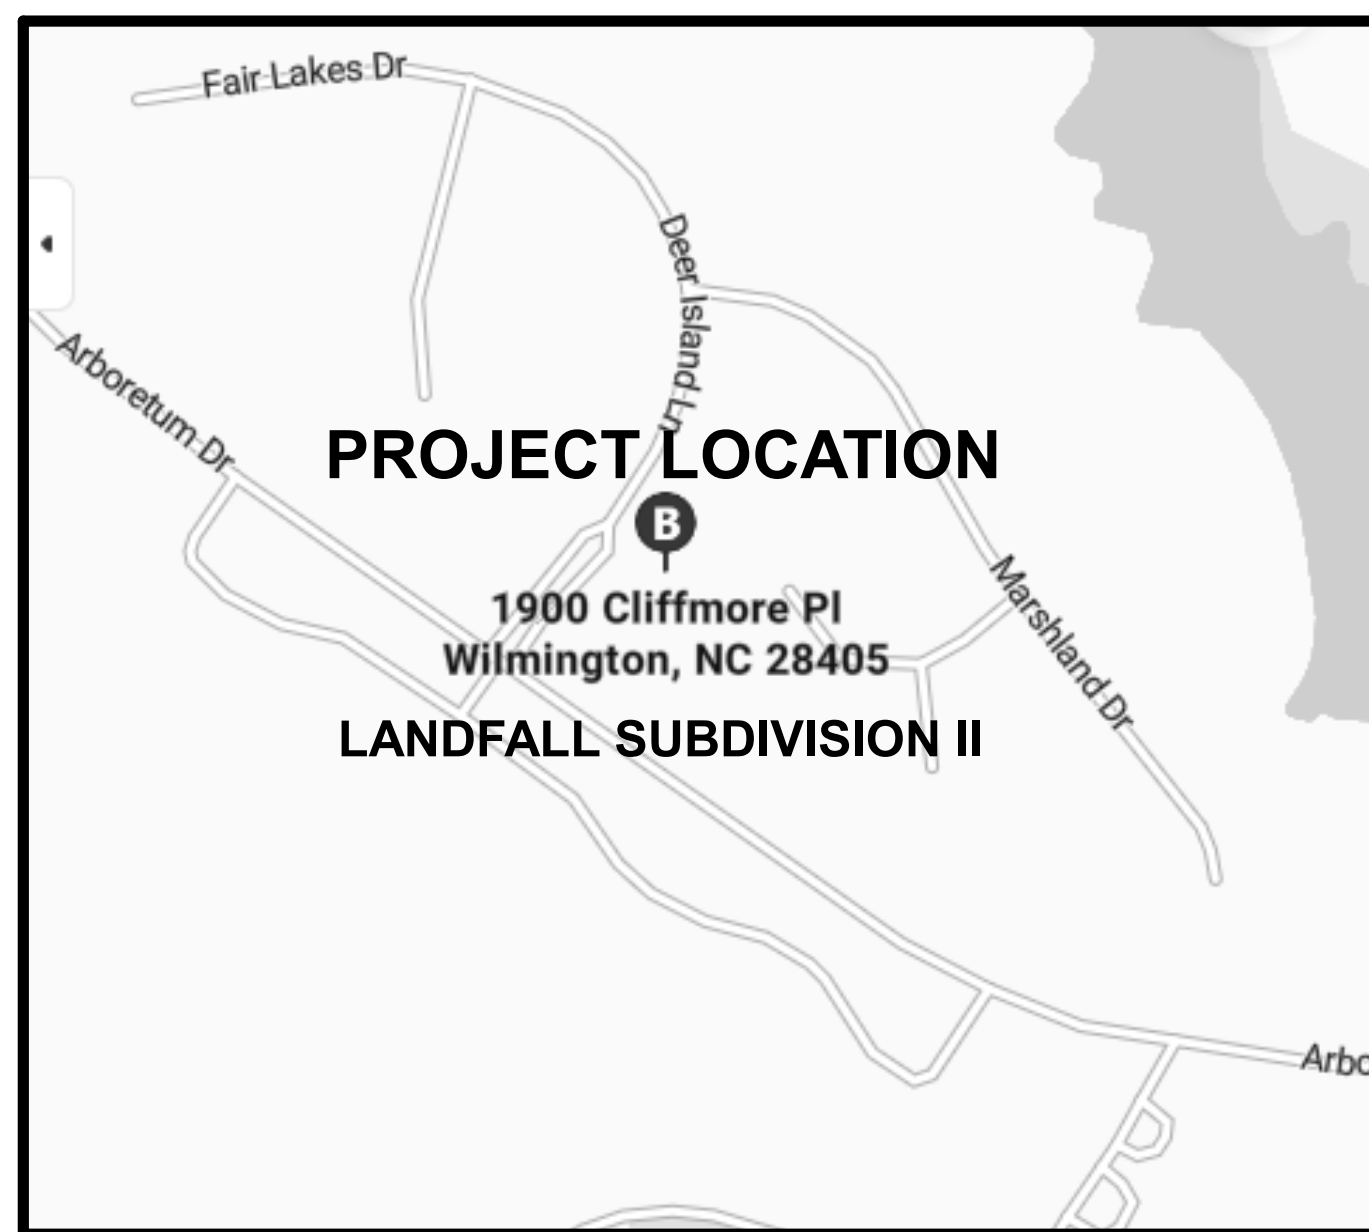 Fair Lakes Dr
Deer Island Ln
Arboretum Dr
PROJECT LOCATION
B
1900 Cliffmore Pl
Wilmington, NC 28405
Marshland Dr
LANDFALL SUBDIVISION II
Arbo